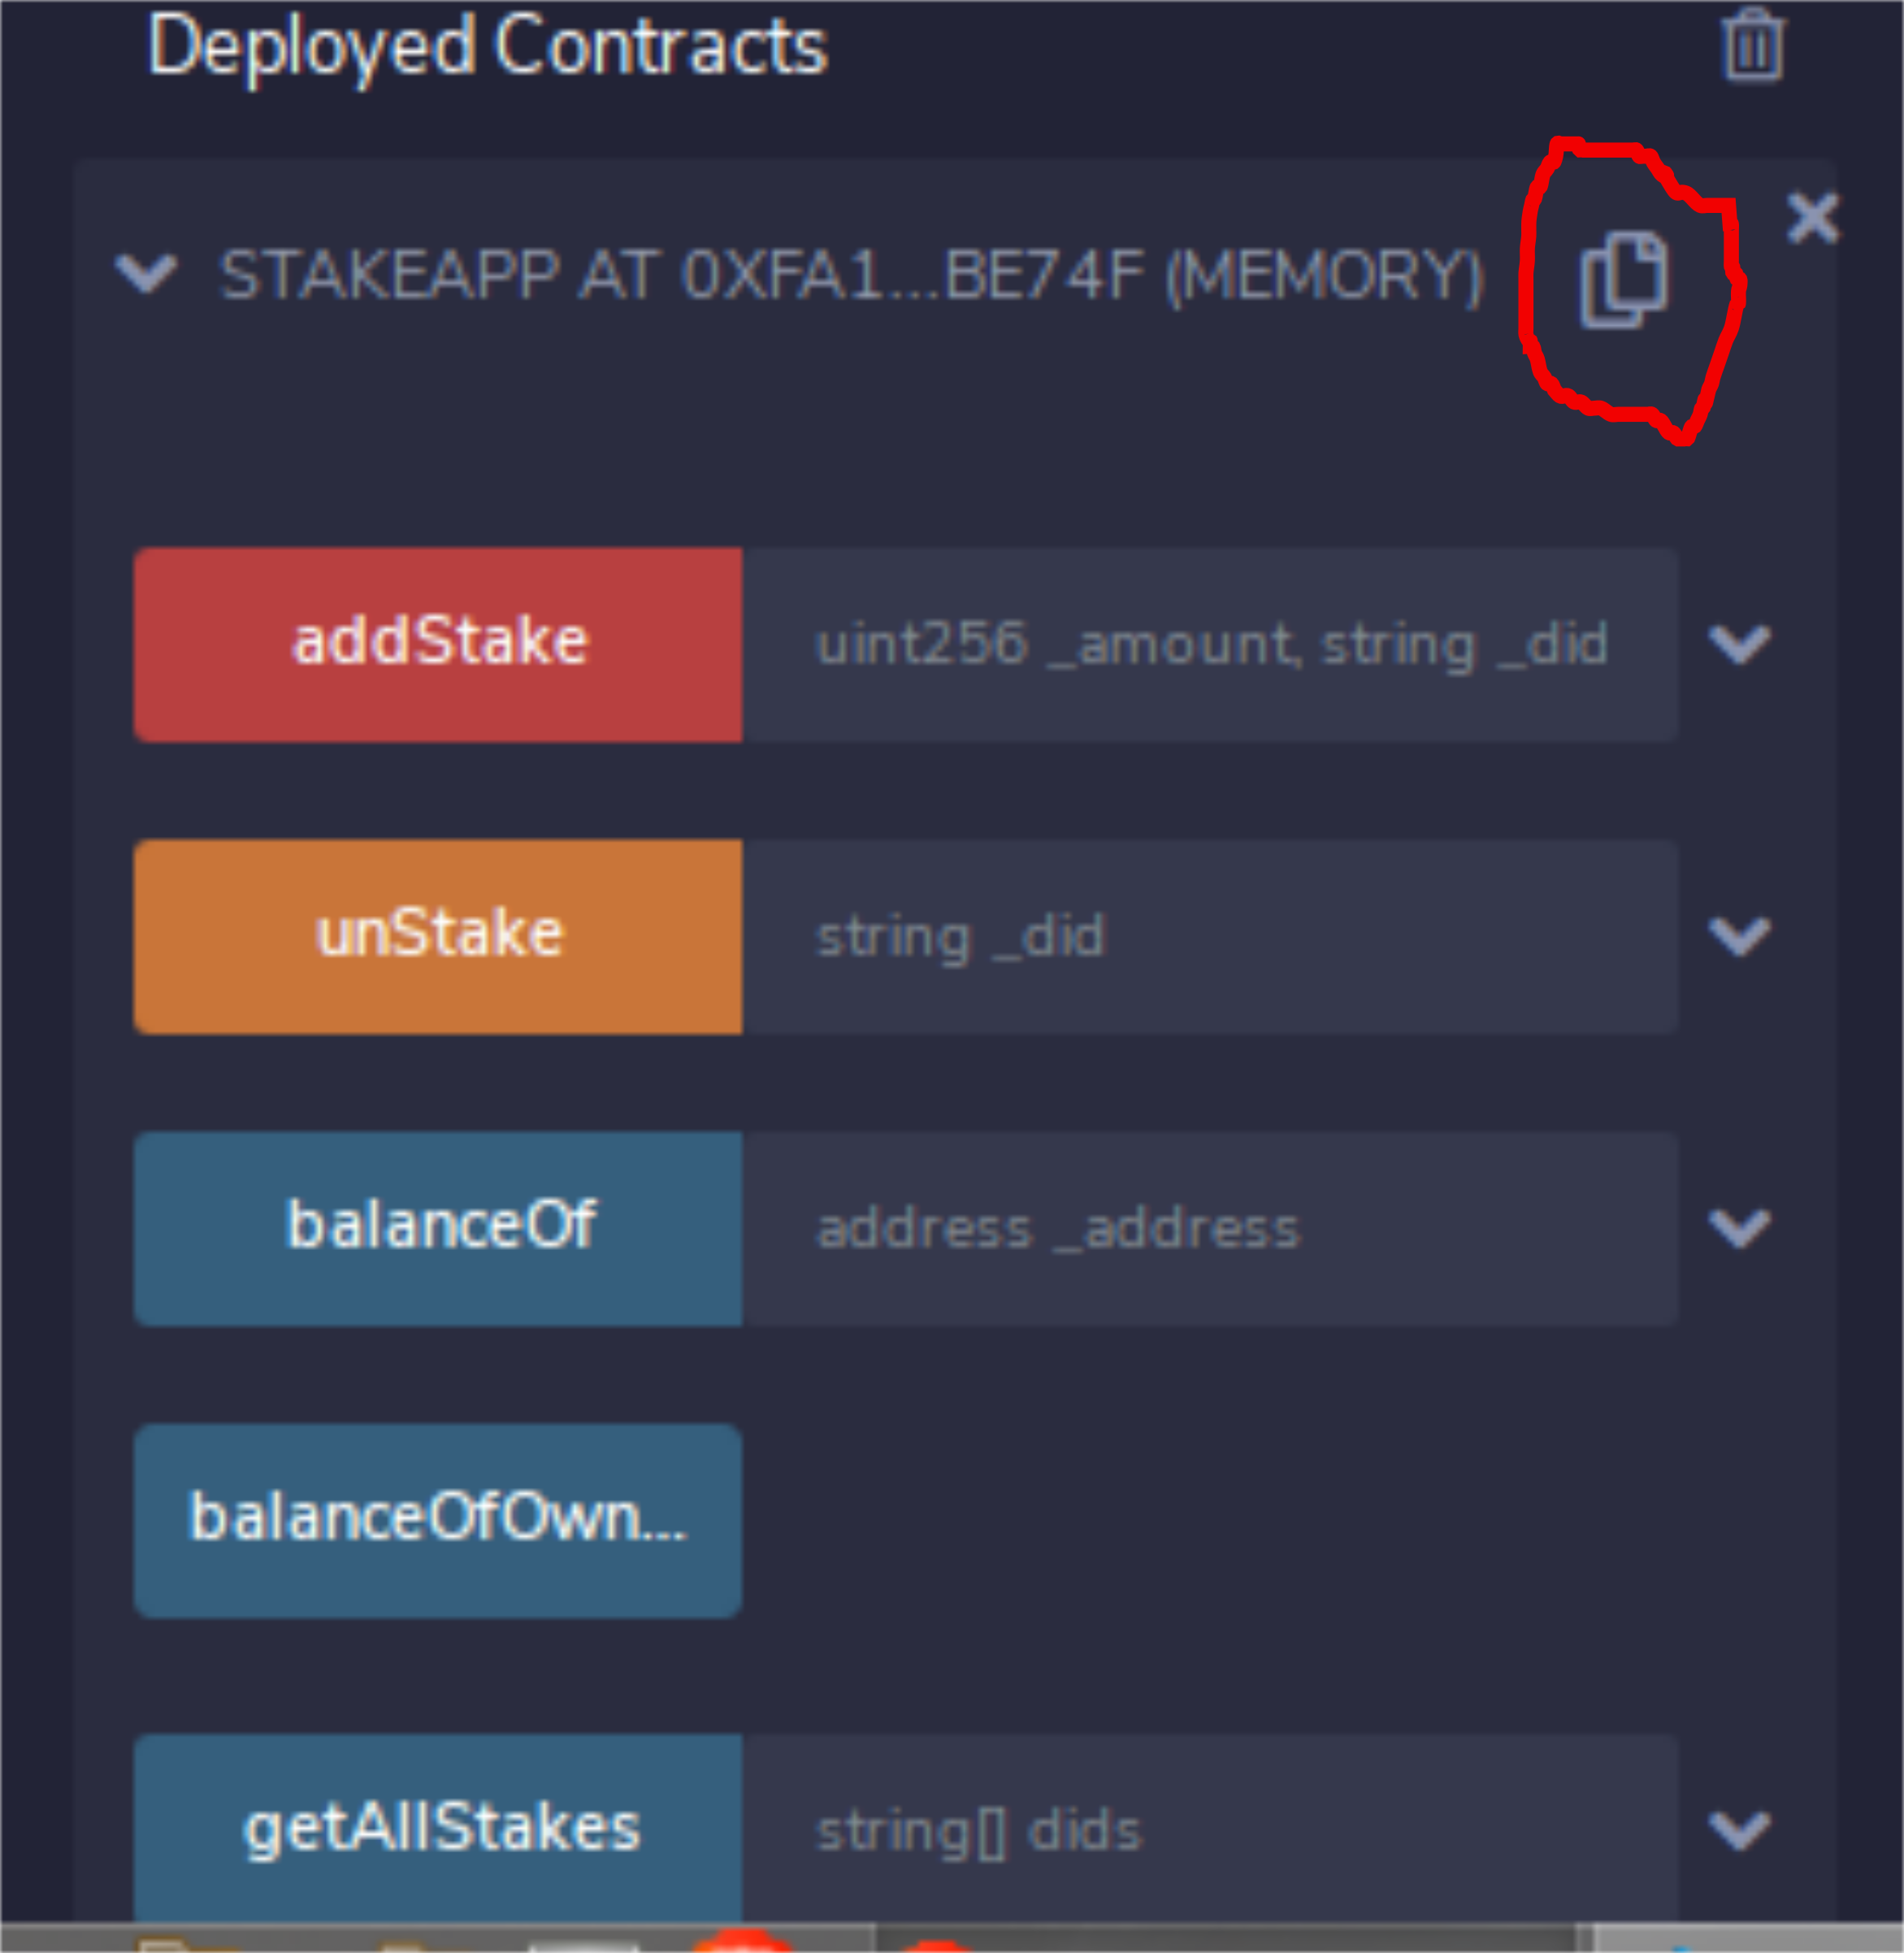 Deployed Contracts
STAKEAPP AT 0XFA1...BE74F (MEMORY)
addStake uint256 _amount, string _did
unStake string _did
balanceOf address _address
balanceOfOwn...
getAllStakes string[] dids